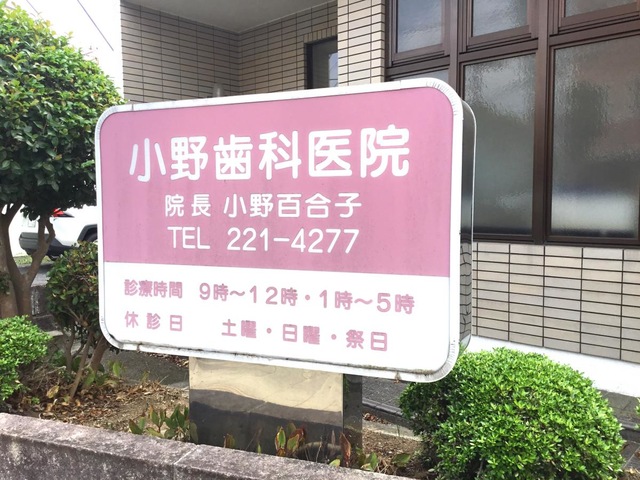 小野歯科医院
院長 小野百合子
TEL 221-4277
診療時間 9時〜12時・1時〜5時
休診日 土曜・日曜・祭日